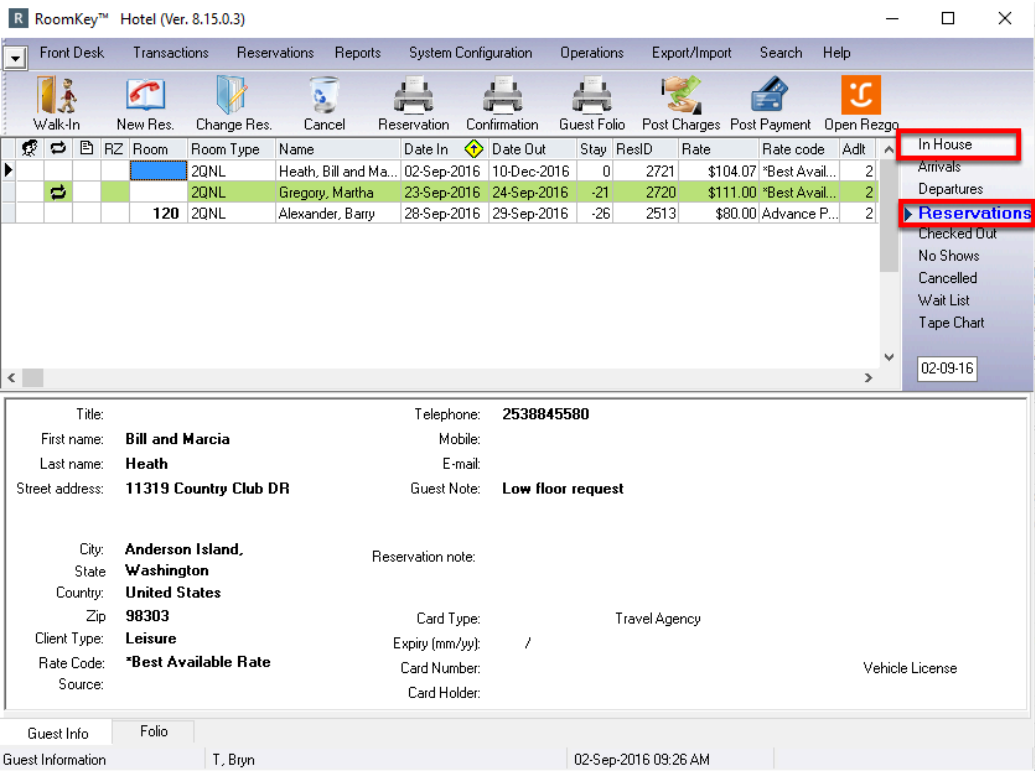 R RoomKey™ Hotel (Ver. 8.15.0.3)
Front Desk Transactions Reservations Reports System Configuration Operations Export/Import Search Help
Walk-In New Res. Change Res. Cancel Reservation Confirmation Guest Folio Post Charges Post Payment Open Rezgo
RZ Room Room Type Name Date In Date Out Stay ResID Rate Rate code Adlt
2QNL Heath, Bill and Ma... 02-Sep-2016 10-Dec-2016 0 2721 $104.07 *Best Avail... 2
2QNL Gregory, Martha 23-Sep-2016 24-Sep-2016 -21 2720 $111.00 *Best Avail... 2
120 2QNL Alexander, Barry 28-Sep-2016 29-Sep-2016 -26 2513 $80.00 Advance P... 2
In House
Arrivals
Departures
Reservations
Checked Out
No Shows
Cancelled
Wait List
Tape Chart
02-09-16
Title: Telephone: 2538845580
First name: Bill and Marcia Mobile:
Last name: Heath E-mail:
Street address: 11319 Country Club DR Guest Note: Low floor request
City: Anderson Island, Reservation note:
State Washington
Country: United States
Zip 98303 Card Type: Travel Agency
Client Type: Leisure Expiry (mm/yy): /
Rate Code: *Best Available Rate Card Number: Vehicle License
Source: Card Holder:
Guest Info Folio
Guest Information T, Bryn 02-Sep-2016 09:26 AM